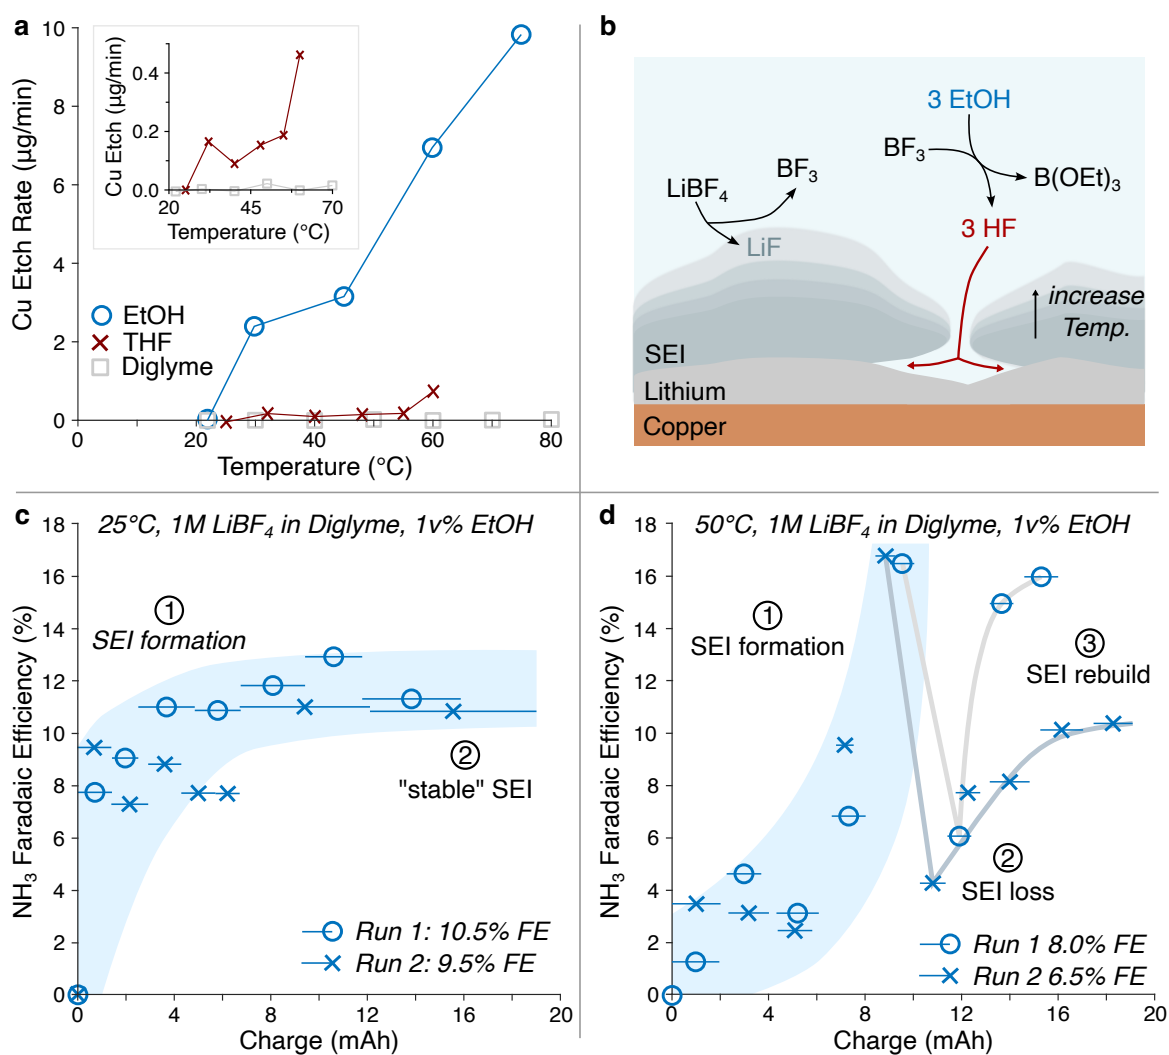 a
10
8
6
4
2
0
Cu Etch Rate (µg/min)
0
20
40
60
80
Temperature (°C)
EtOH
THF
Diglyme
Cu Etch (µg/min)
0.4
0.2
0.0
20
45
70
Temperature (°C)
b
3 EtOH
BF3
B(OEt)3
BF3
LiBF4
LiF
3 HF
increase
Temp.
SEI
Lithium
Copper
c
25°C, 1M LiBF4 in Diglyme, 1v% EtOH
18
16
14
12
10
8
6
4
2
0
NH3 Faradaic Efficiency (%)
1
SEI formation
2
"stable" SEI
Run 1: 10.5% FE
Run 2: 9.5% FE
0
4
8
12
16
20
Charge (mAh)
d
50°C, 1M LiBF4 in Diglyme, 1v% EtOH
18
16
14
12
10
8
6
4
2
0
NH3 Faradaic Efficiency (%)
1
SEI formation
3
SEI rebuild
2
SEI loss
Run 1 8.0% FE
Run 2 6.5% FE
0
4
8
12
16
20
Charge (mAh)